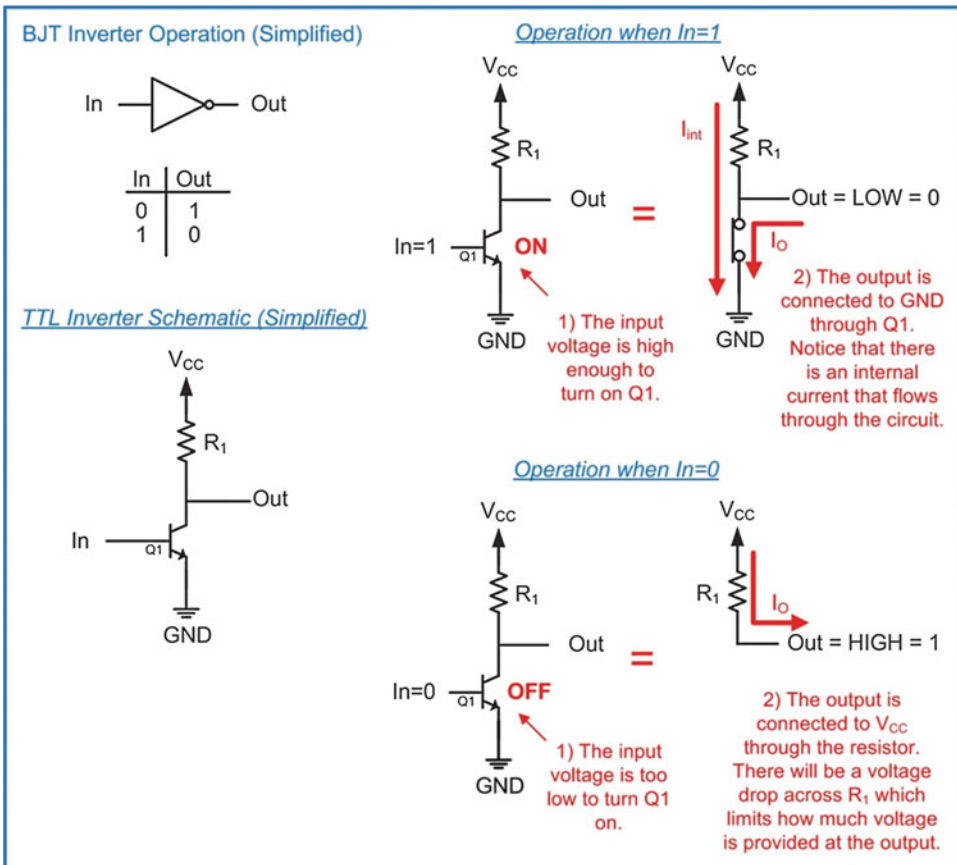 BJT Inverter Operation (Simplified)
In
Out
In Out
0 1
1 0
TTL Inverter Schematic (Simplified)
VCC
R1
Out
In
Q1
GND
Operation when In=1
VCC
R1
Out
In=1
Q1
ON
GND
1) The input
voltage is high
enough to
turn on Q1.
=
VCC
Iint
R1
Out = LOW = 0
IO
GND
2) The output is
connected to GND
through Q1.
Notice that there
is an internal
current that flows
through the circuit.
Operation when In=0
VCC
R1
Out
In=0
Q1
OFF
GND
1) The input
voltage is too
low to turn Q1
on.
=
VCC
R1
IO
Out = HIGH = 1
2) The output is
connected to VCC
through the resistor.
There will be a voltage
drop across R1 which
limits how much voltage
is provided at the output.